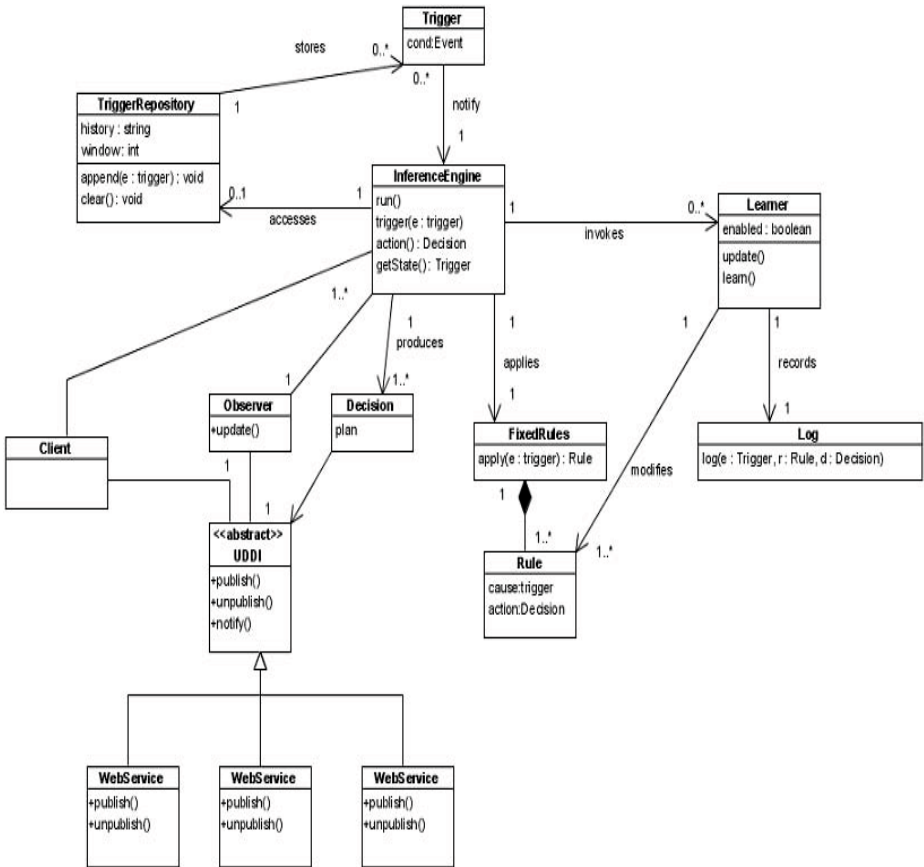 Trigger
cond:Event
stores
0..*
0..*
notify
1
1
TriggerRepository
history : string
window: int
append(e : trigger) : void
clear() : void
0..1
1
accesses
InferenceEngine
run()
trigger(e : trigger)
action() : Decision
getState() : Trigger
1
invokes
0..*
Learner
enabled : boolean
update()
learn()
1..*
1
produces
1..*
1
applies
1
1
1
records
1
1
Observer
+update()
Decision
plan
Client
FixedRules
apply(e : trigger) : Rule
Log
log(e : Trigger, r : Rule, d : Decision)
modifies
1
1
1
1..*
1..*
<<abstract>>
UDDI
+publish()
+unpublish()
+notify()
Rule
cause:trigger
action:Decision
WebService
+publish()
+unpublish()
WebService
+publish()
+unpublish()
WebService
+publish()
+unpublish()